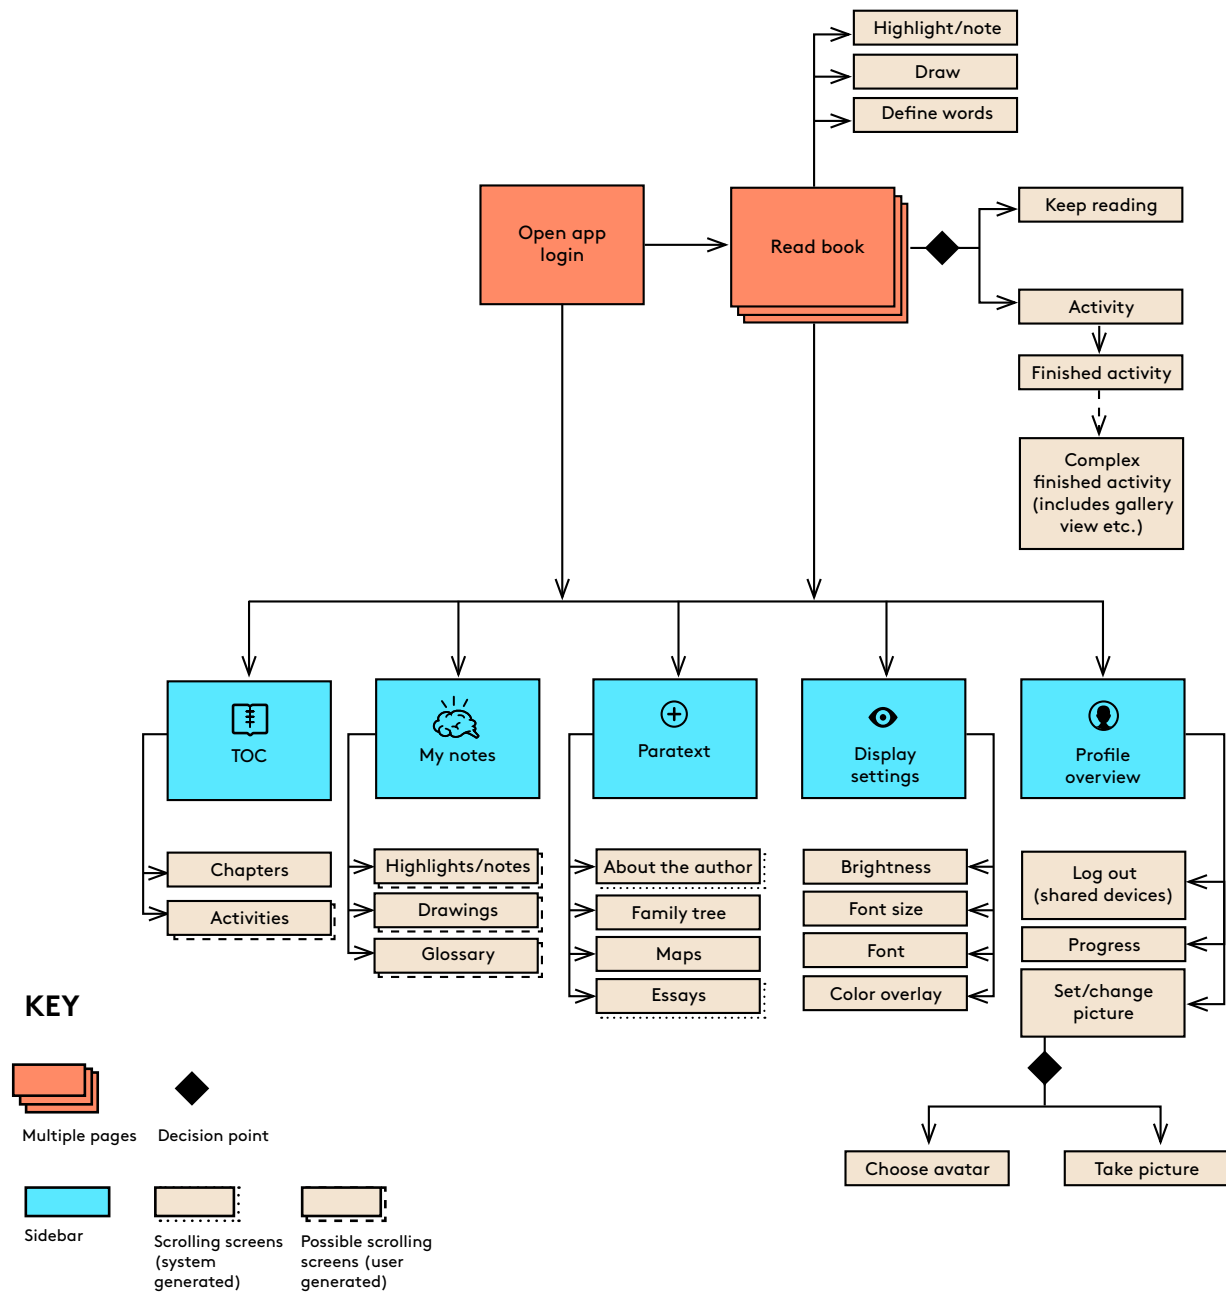 Highlight/note
Draw
Define words
Open app
login
Read book
Keep reading
Activity
Finished activity
Complex
finished activity
(includes gallery
view etc.)
TOC
My notes
Paratext
Display
settings
Profile
overview
Chapters
Activities
Highlights/notes
Drawings
Glossary
About the author
Family tree
Maps
Essays
Brightness
Font size
Font
Color overlay
Log out
(shared devices)
Progress
Set/change
picture
Choose avatar
Take picture
KEY
Multiple pages
Decision point
Sidebar
Scrolling screens
(system
generated)
Possible scrolling
screens (user
generated)